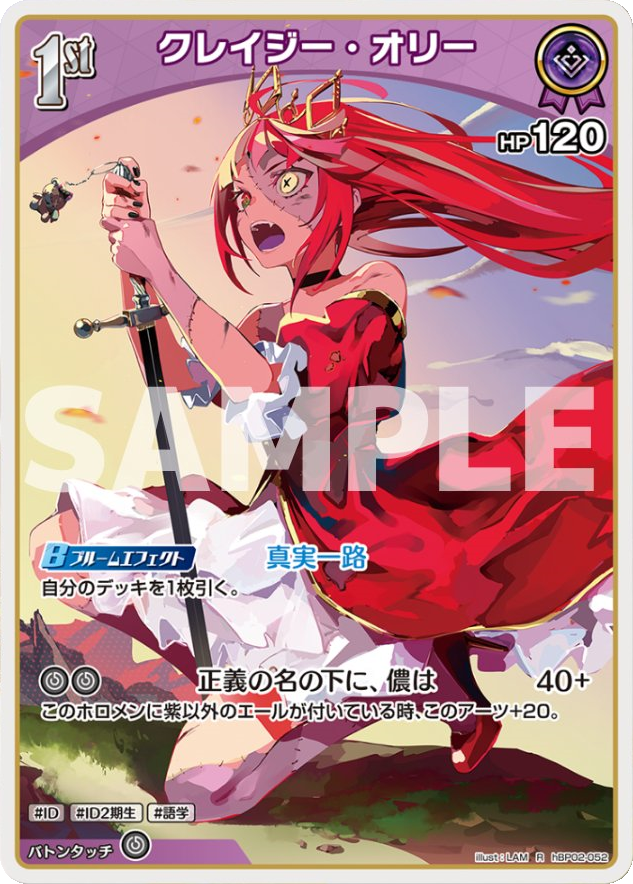 1st
クレイジー・オリー
HP120
SAMPLE
Bブルームエフェクト 真実一路
自分のデッキを1枚引く。
正義の名の下に、儂は 40+
このホロメンに紫以外のエールが付いている時、このアーツ+20。
#ID #ID2期生 #語学
バトンタッチ
illust:LAM R hBP02-052